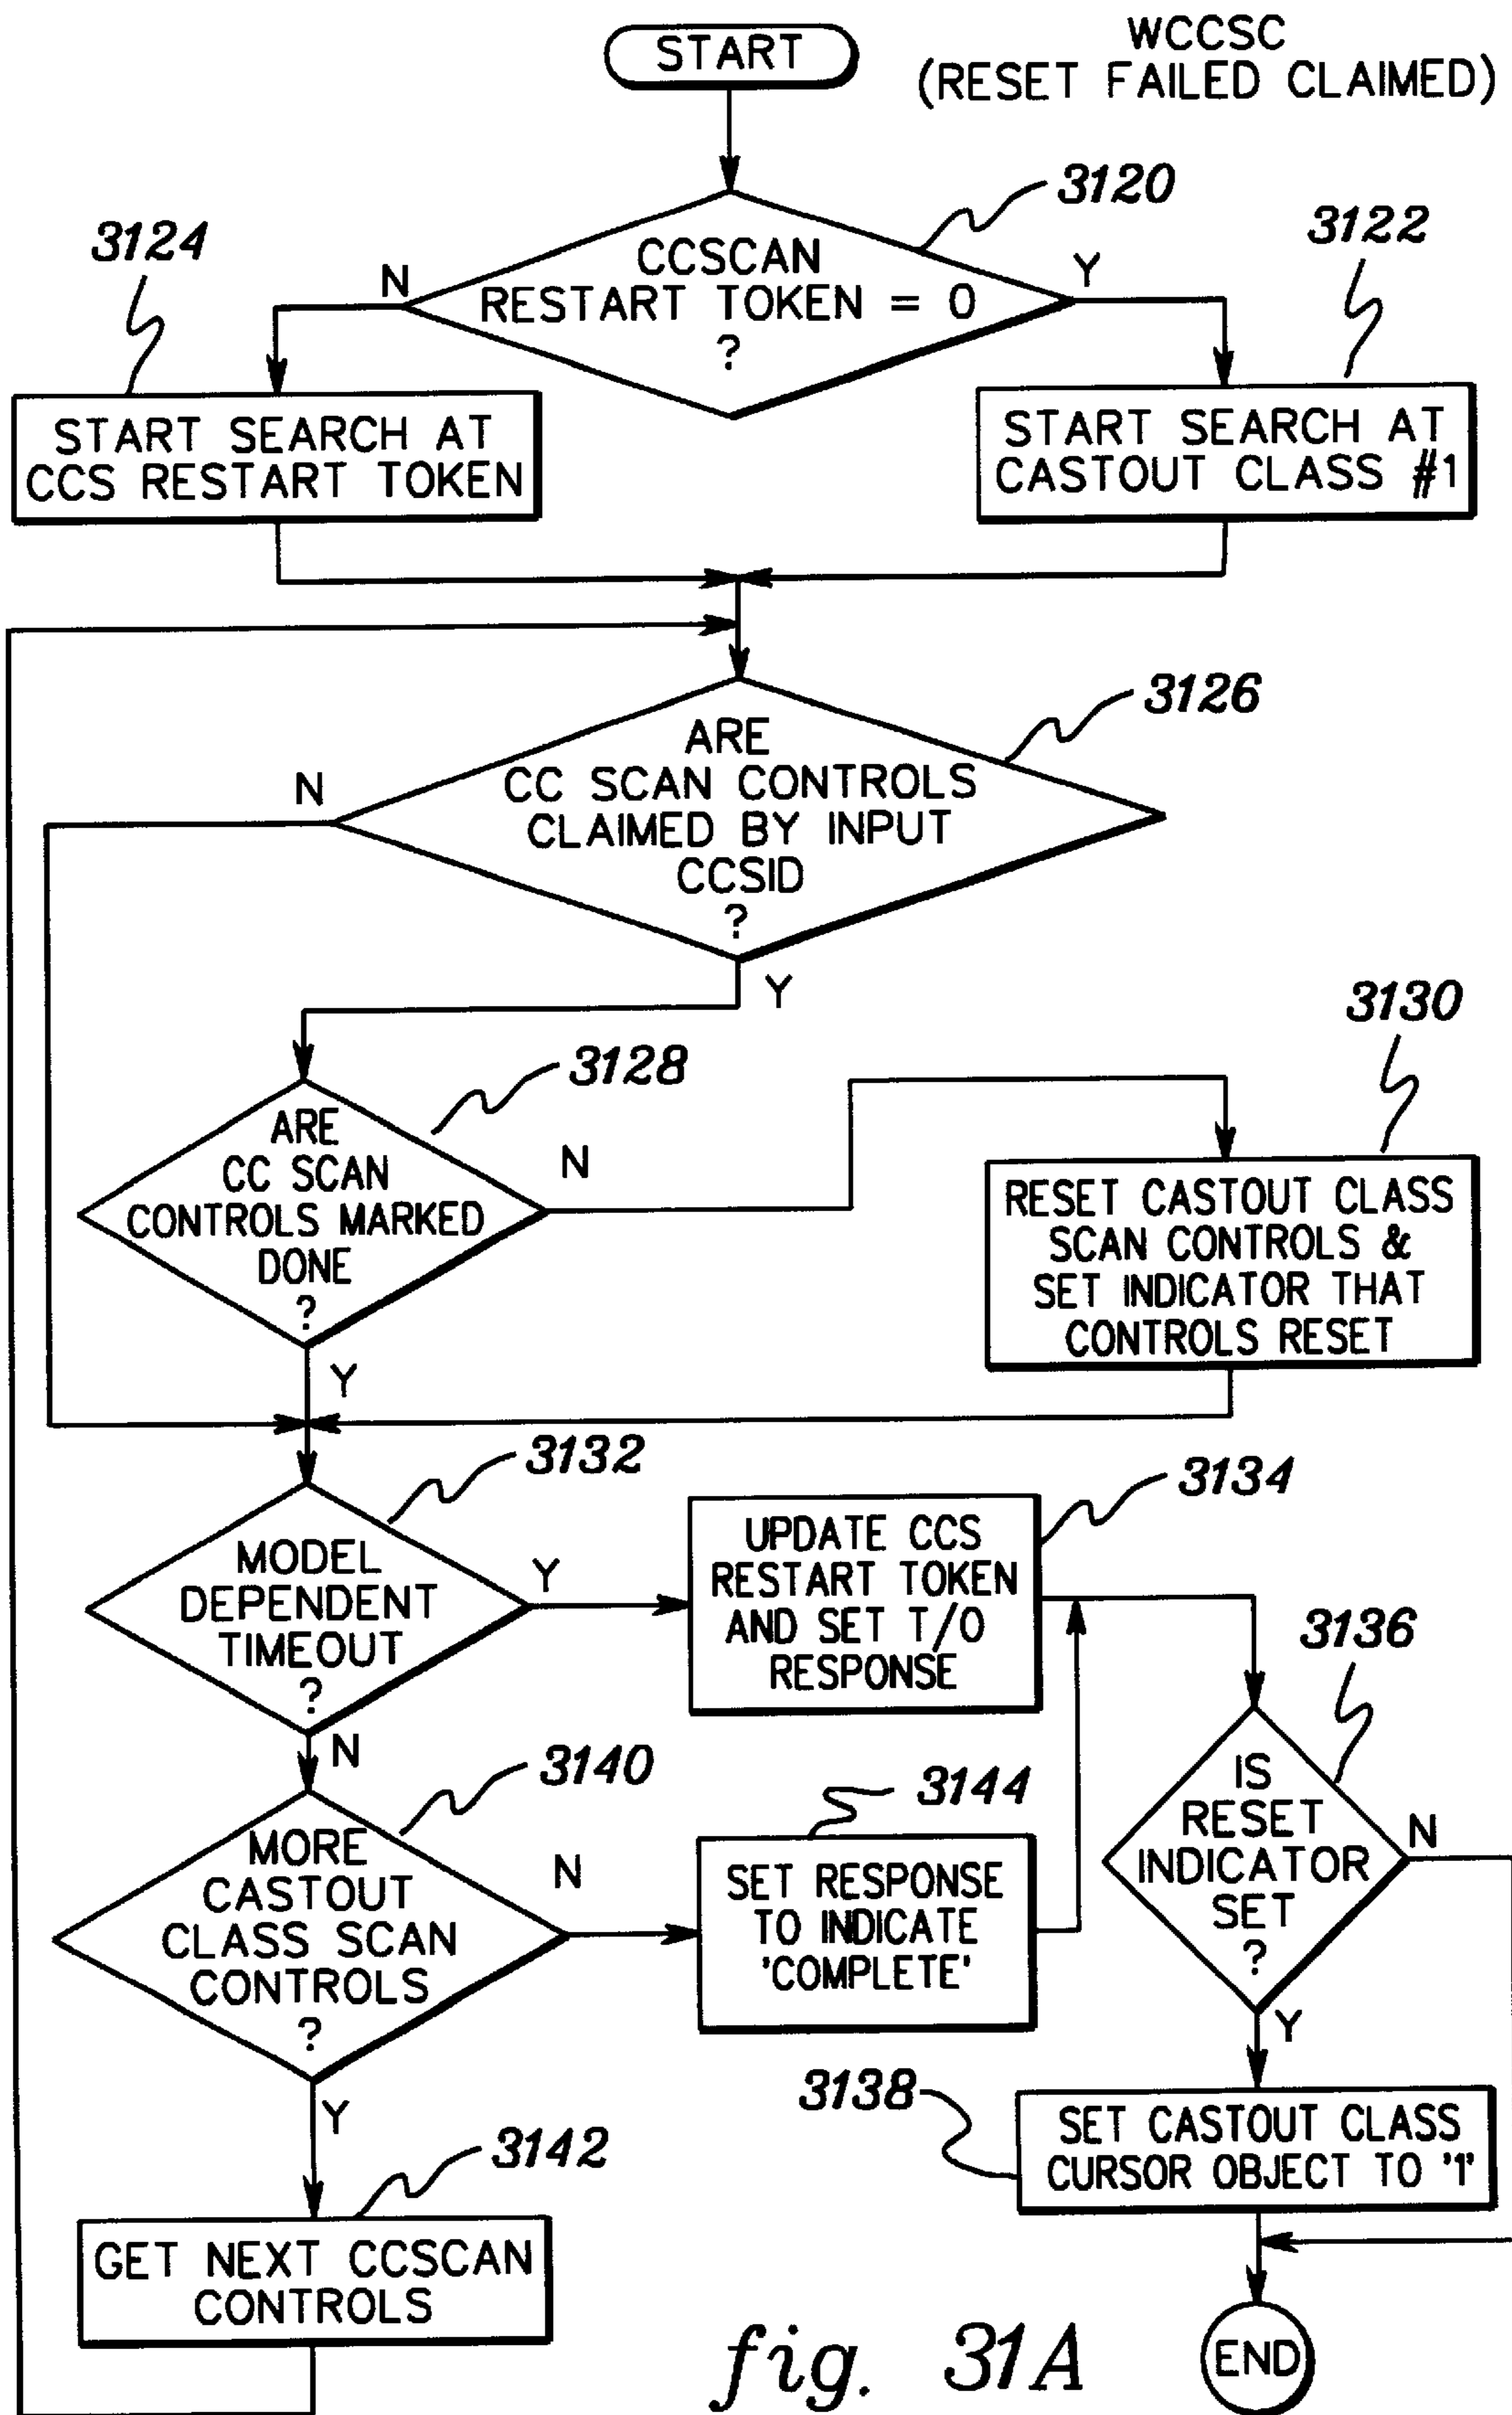 START
WCCSC
(RESET FAILED CLAIMED)
3120
3124
3122
CCSCAN
RESTART TOKEN = 0
?
N
Y
START SEARCH AT
CCS RESTART TOKEN
START SEARCH AT
CASTOUT CLASS #1
3126
ARE
CC SCAN CONTROLS
CLAIMED BY INPUT
CCSID
?
N
Y
3130
3128
ARE
CC SCAN
CONTROLS MARKED
DONE
?
N
Y
RESET CASTOUT CLASS
SCAN CONTROLS &
SET INDICATOR THAT
CONTROLS RESET
3132
3134
MODEL
DEPENDENT
TIMEOUT
?
Y
N
UPDATE CCS
RESTART TOKEN
AND SET T/O
RESPONSE
3136
3140
3144
MORE
CASTOUT
CLASS SCAN
CONTROLS
?
N
Y
SET RESPONSE
TO INDICATE
'COMPLETE'
IS
RESET
INDICATOR
SET
?
N
Y
3138
SET CASTOUT CLASS
CURSOR OBJECT TO '1'
3142
GET NEXT CCSCAN
CONTROLS
END
fig. 31A